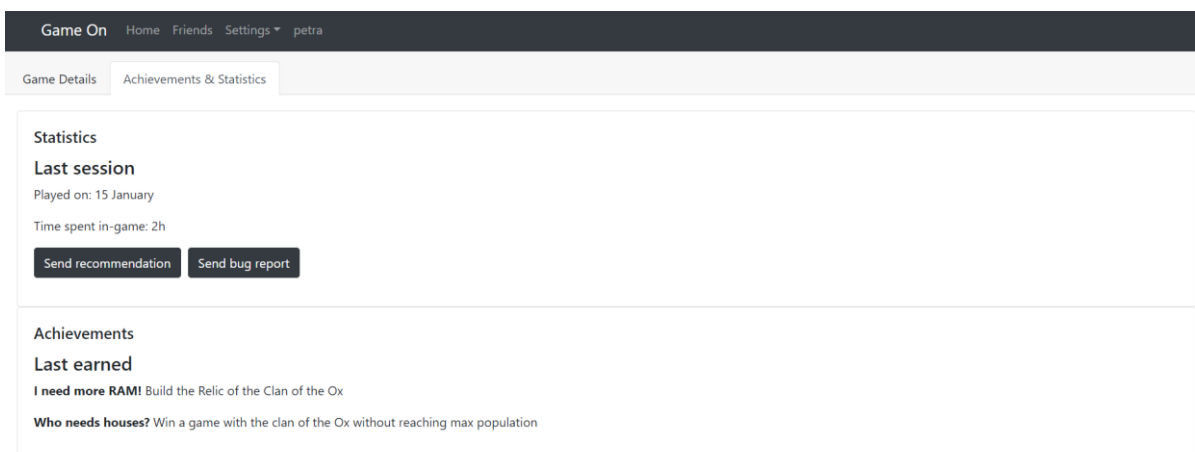 Game On Home Friends Settings petra
Game Details Achievements & Statistics
Statistics
Last session
Played on: 15 January
Time spent in-game: 2h
Send recommendation Send bug report
Achievements
Last earned
I need more RAM! Build the Relic of the Clan of the Ox
Who needs houses? Win a game with the clan of the Ox without reaching max population